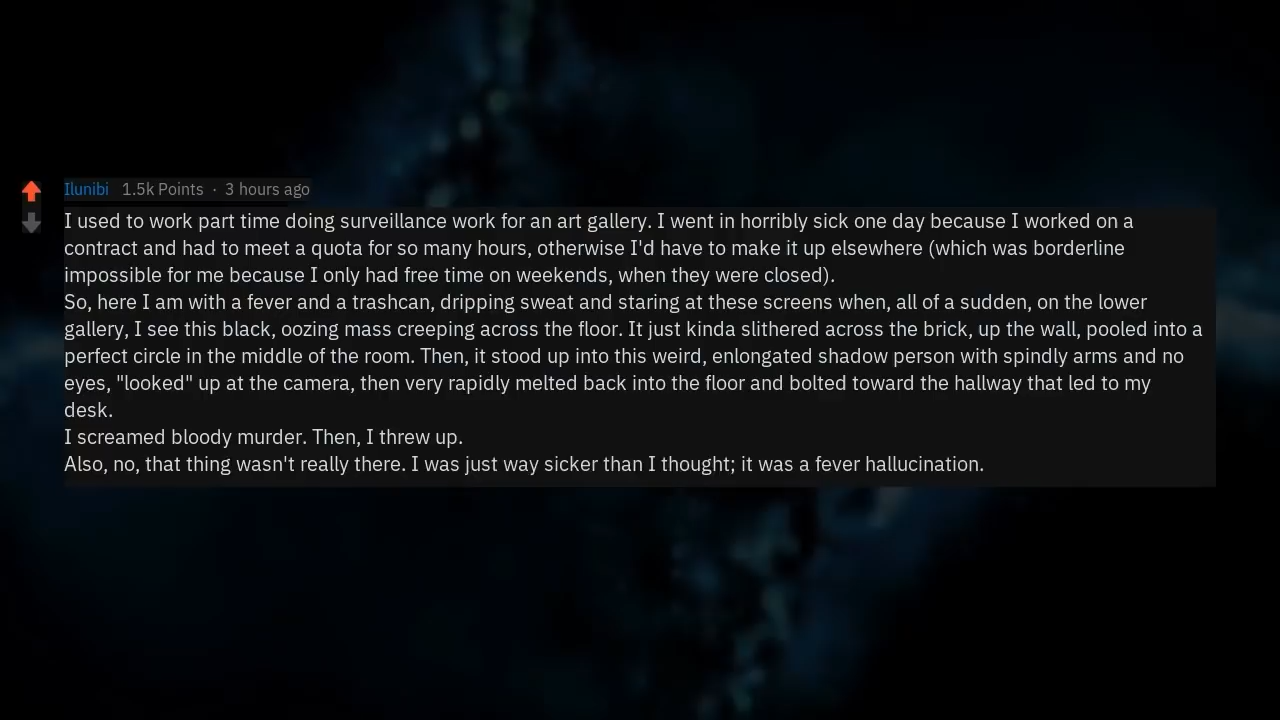 Ilunibi 1.5k Points · 3 hours ago
I used to work part time doing surveillance work for an art gallery. I went in horribly sick one day because I worked on a
contract and had to meet a quota for so many hours, otherwise I'd have to make it up elsewhere (which was borderline
impossible for me because I only had free time on weekends, when they were closed).
So, here I am with a fever and a trashcan, dripping sweat and staring at these screens when, all of a sudden, on the lower
gallery, I see this black, oozing mass creeping across the floor. It just kinda slithered across the brick, up the wall, pooled into a
perfect circle in the middle of the room. Then, it stood up into this weird, enlongated shadow person with spindly arms and no
eyes, "looked" up at the camera, then very rapidly melted back into the floor and bolted toward the hallway that led to my
desk.
I screamed bloody murder. Then, I threw up.
Also, no, that thing wasn't really there. I was just way sicker than I thought; it was a fever hallucination.